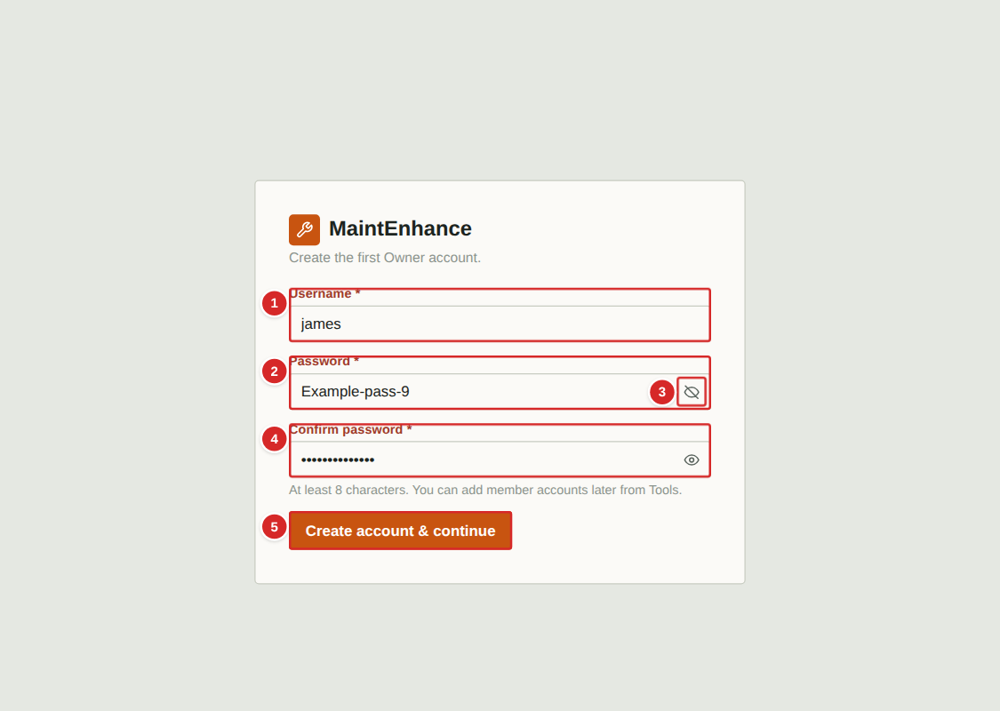 MaintEnhance
Create the first Owner account.
Username *
1
james
Password *
2
Example-pass-9
3
Confirm password *
4
••••••••••••••
At least 8 characters. You can add member accounts later from Tools.
5
Create account & continue